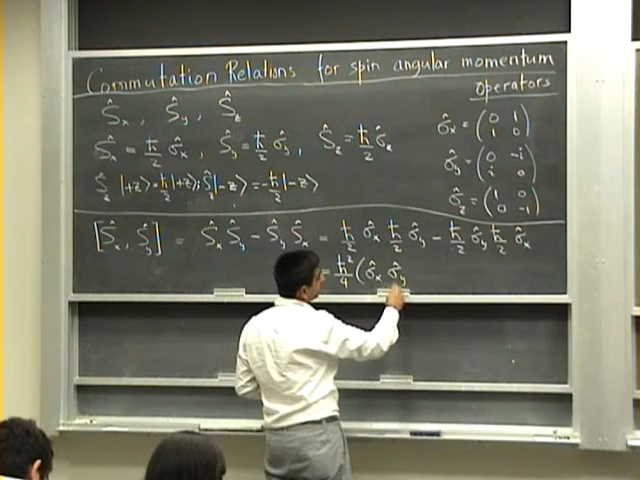 Commutation Relations for spin angular momentum
operators
Ŝx, Ŝy, Ŝz
Ŝx = ħ/2 σ̂x, Ŝy = ħ/2 σ̂y, Ŝz = ħ/2 σ̂z
Ŝz |+z⟩ = ħ/2 |+z⟩; Ŝz |-z⟩ = -ħ/2 |-z⟩
σ̂x = (0 1
1 0)
σ̂y = (0 -i
i 0)
σ̂z = (1 0
0 -1)
[Ŝx, Ŝy] = ŜxŜy - ŜyŜx = ħ/2 σ̂x ħ/2 σ̂y - ħ/2 σ̂y ħ/2 σ̂x
= ħ²/4 (σ̂x σ̂y